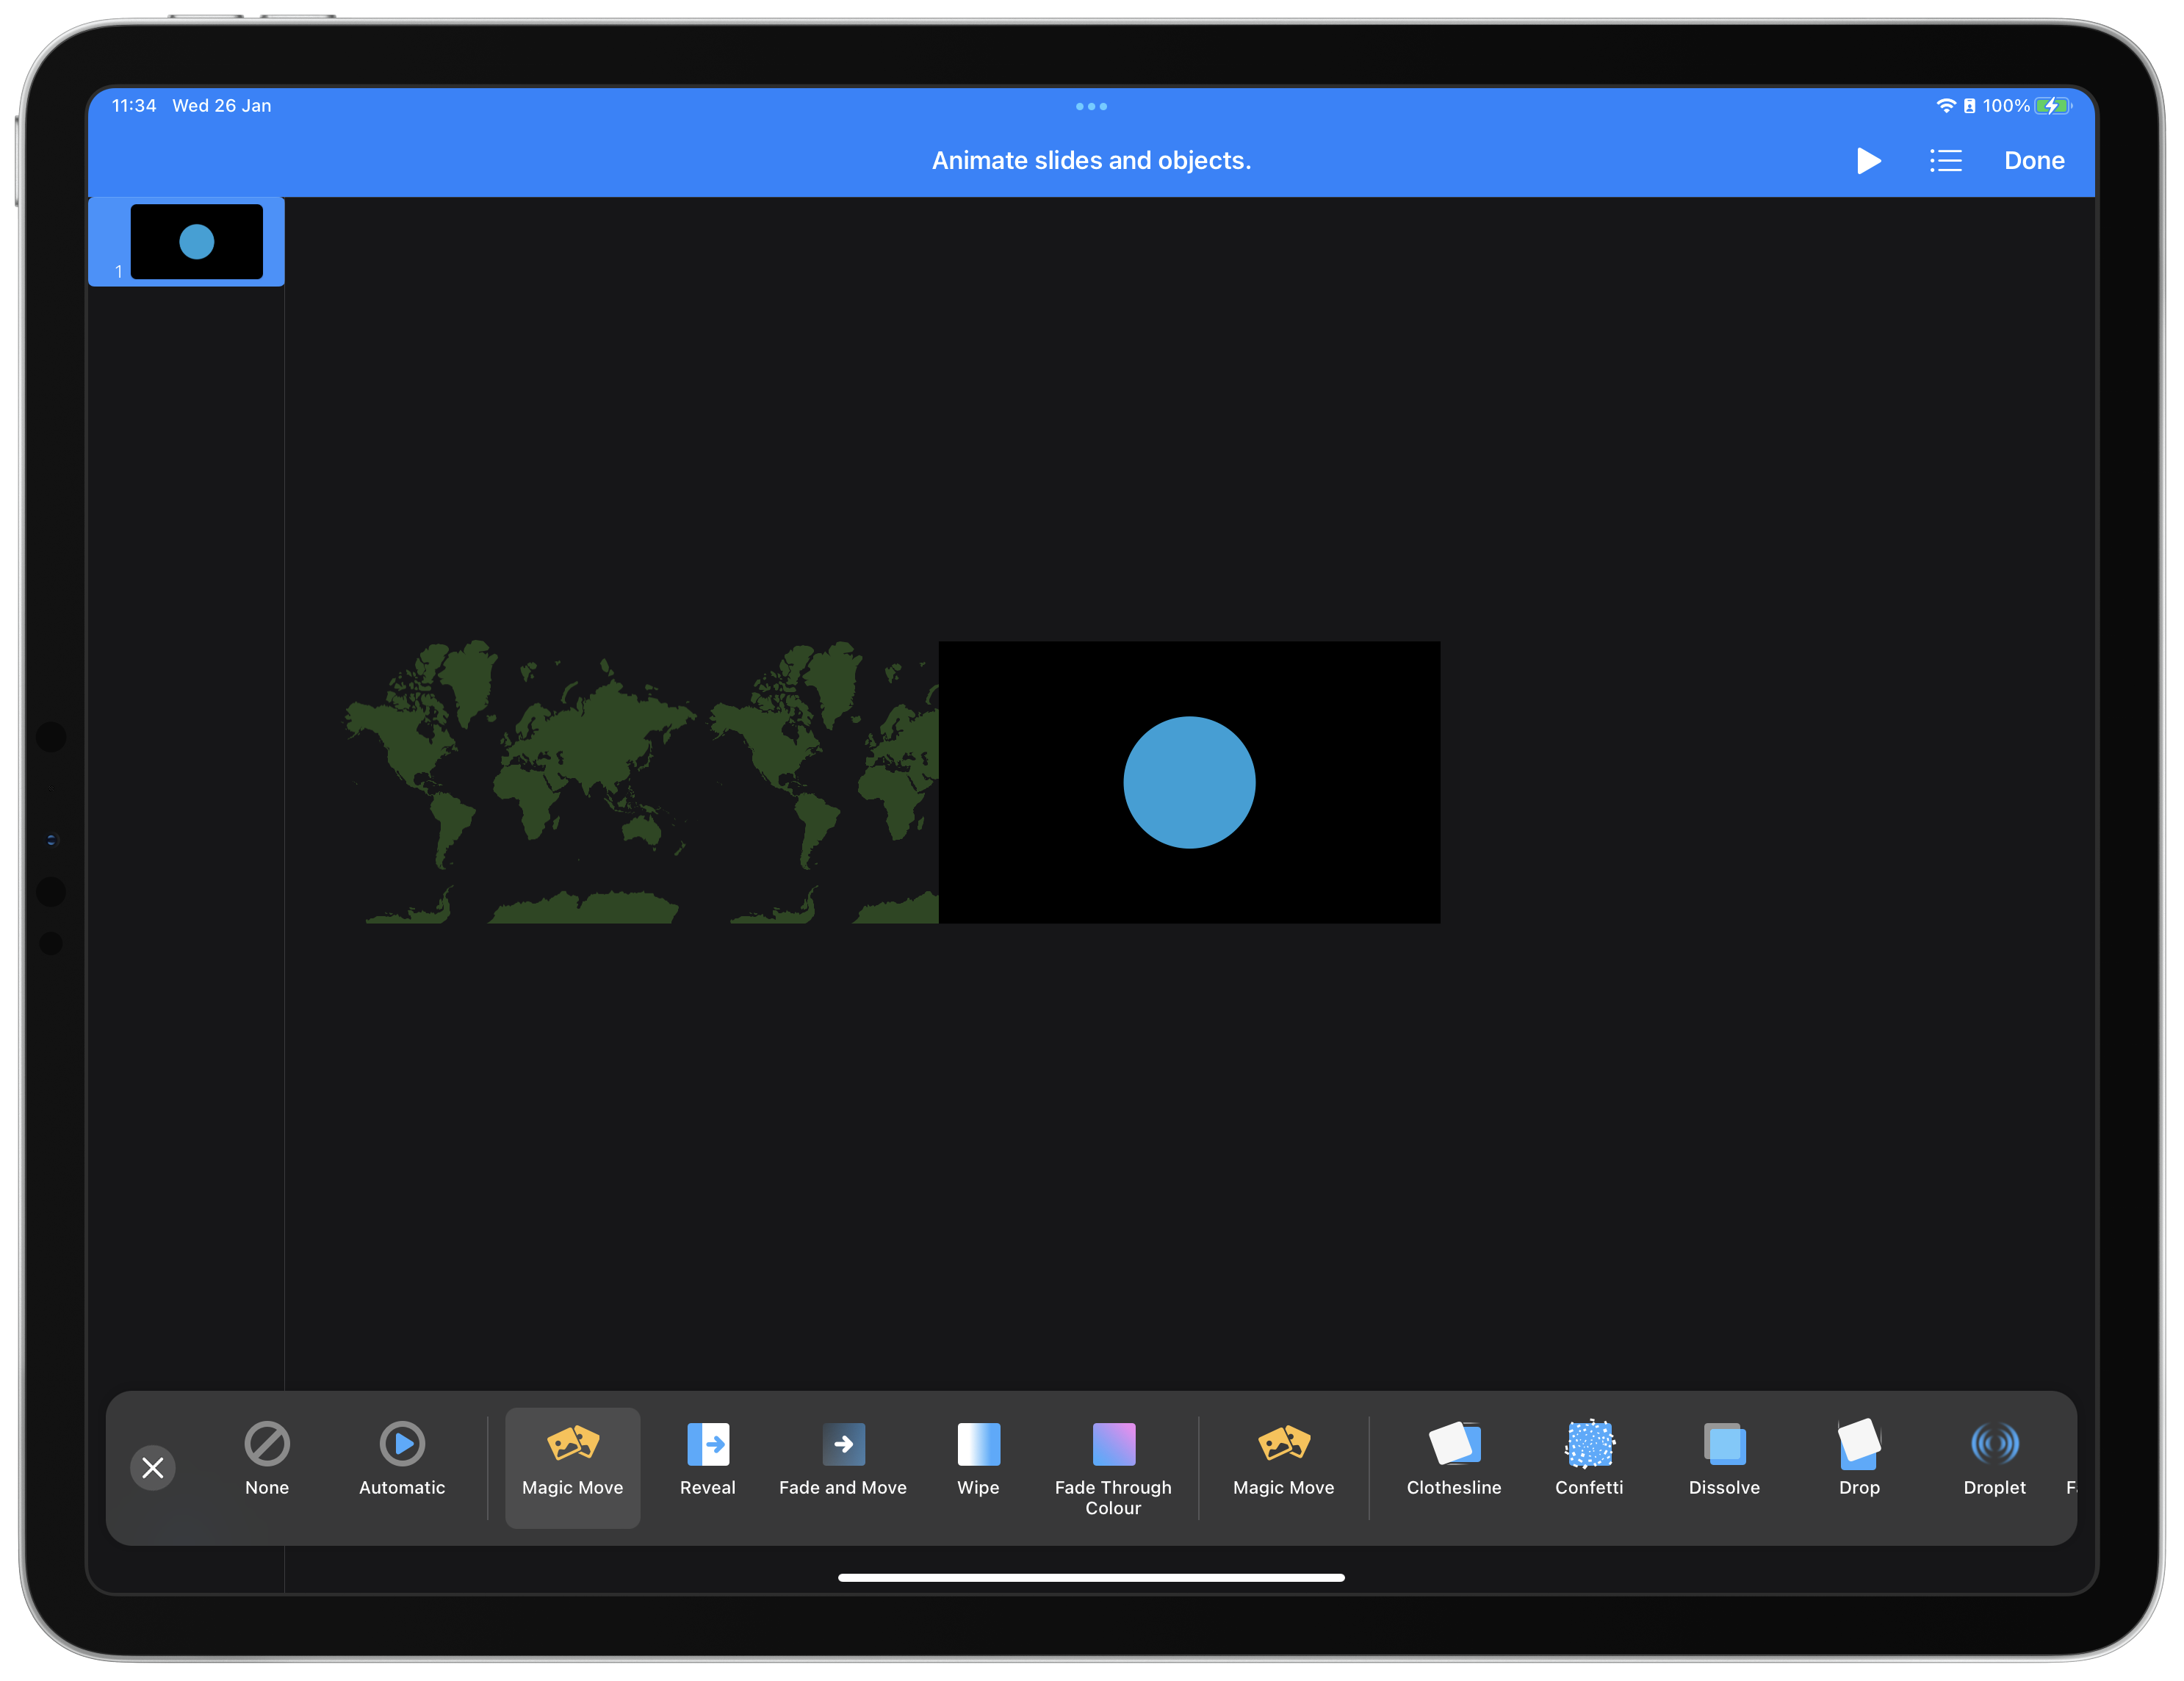 11:34 Wed 26 Jan
100%
Animate slides and objects.
Done
1
None
Automatic
Magic Move
Reveal
Fade and Move
Wipe
Fade Through
Colour
Magic Move
Clothesline
Confetti
Dissolve
Drop
Droplet